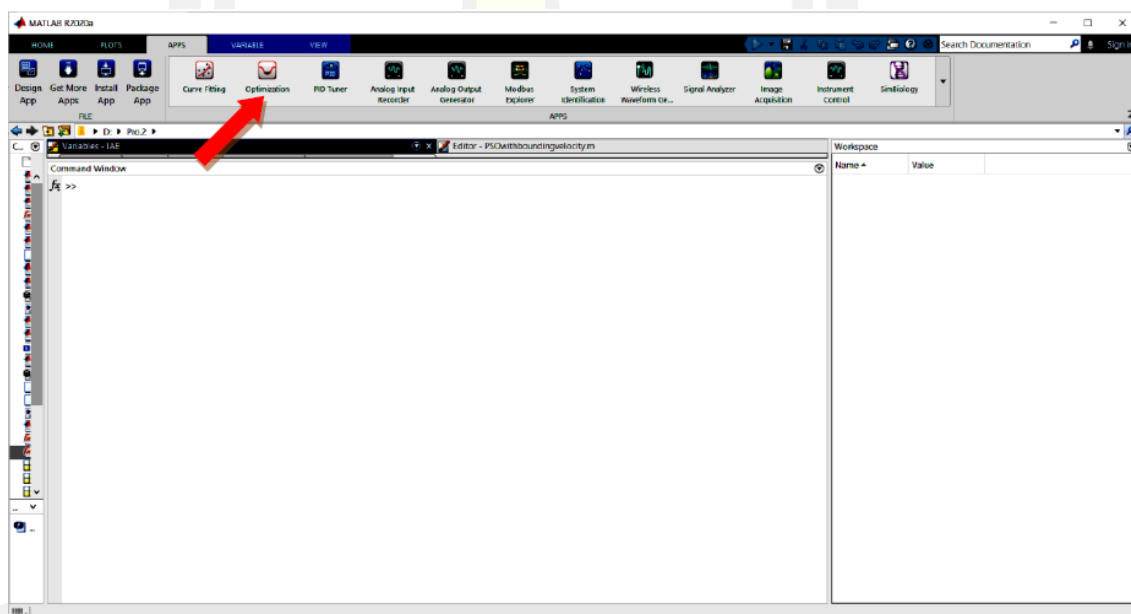 MATLAB R2020a
HOME PLOTS APPS VARIABLE VIEW
Search Documentation
Sign in
Design App
Get More Apps
Install App
Package App
Curve Fitting
Optimization
PID Tuner
Analog Input Recorder
Analog Output Generator
Modbus Explorer
System Identification
Wireless Waveform Ge...
Signal Analyzer
Image Acquisition
Instrument Control
SimBiology
FILE
APPS
D: Pro.2
C...
Variables - IAE
Editor - PSOwithboundingvelocity.m
Workspace
Command Window
Name Value
fx >>